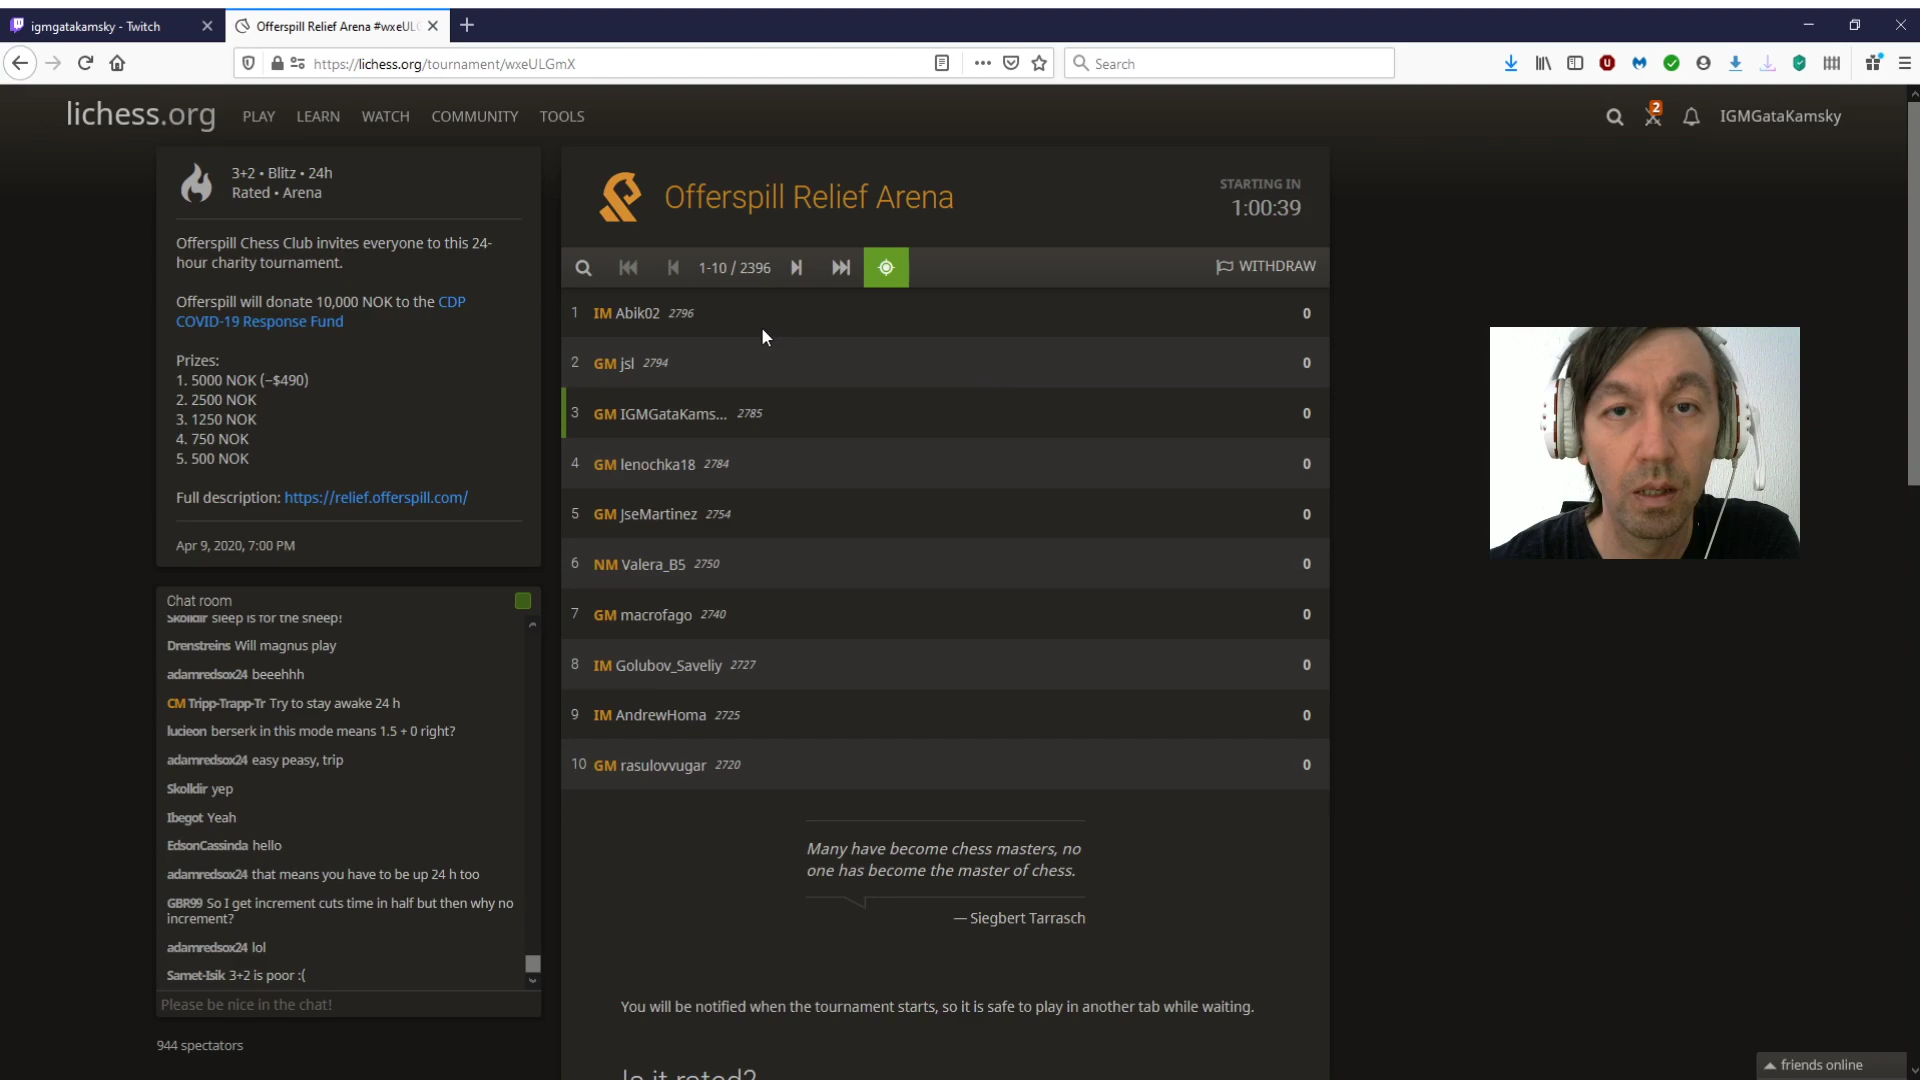 igmgatakamsky - Twitch
Offerspill Relief Arena #wxeULG
https://lichess.org/tournament/wxeULGmX
Search
lichess.org
PLAY LEARN WATCH COMMUNITY TOOLS
2
IGMGataKamsky
3+2 • Blitz • 24h
Rated • Arena
Offerspill Chess Club invites everyone to this 24-
hour charity tournament.
Offerspill will donate 10,000 NOK to the CDP
COVID-19 Response Fund
Prizes:
1. 5000 NOK (~$490)
2. 2500 NOK
3. 1250 NOK
4. 750 NOK
5. 500 NOK
Full description: https://relief.offerspill.com/
Apr 9, 2020, 7:00 PM
Chat room
Skolldir sleep is for the sheep!
Drenstreins Will magnus play
adamredsox24 beeehhh
CM Tripp-Trapp-Tr Try to stay awake 24 h
lucieon berserk in this mode means 1.5 + 0 right?
adamredsox24 easy peasy, trip
Skolldir yep
Ibegot Yeah
EdsonCassinda hello
adamredsox24 that means you have to be up 24 h too
GBR99 So I get increment cuts time in half but then why no
increment?
adamredsox24 lol
Samet-Isik 3+2 is poor :(
Please be nice in the chat!
944 spectators
Offerspill Relief Arena
STARTING IN
1:00:39
1-10 / 2396
WITHDRAW
1 IM Abik02 2796 0
2 GM jsl 2794 0
3 GM IGMGataKams... 2785 0
4 GM lenochka18 2784 0
5 GM JseMartinez 2754 0
6 NM Valera_B5 2750 0
7 GM macrofago 2740 0
8 IM Golubov_Saveliy 2727 0
9 IM AndrewHoma 2725 0
10 GM rasulovvugar 2720 0
Many have become chess masters, no
one has become the master of chess.
— Siegbert Tarrasch
You will be notified when the tournament starts, so it is safe to play in another tab while waiting.
Is it rated?
friends online